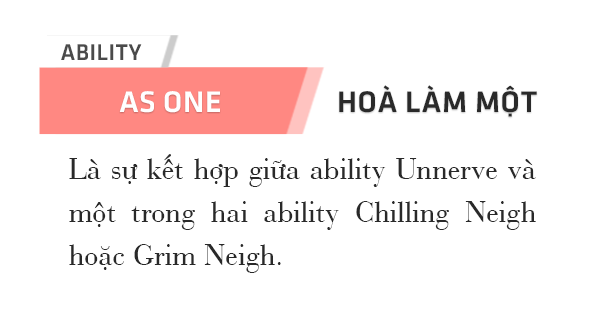 ABILITY
AS ONE
HOÀ LÀM MỘT
Là sự kết hợp giữa ability Unnerve và
một trong hai ability Chilling Neigh
hoặc Grim Neigh.